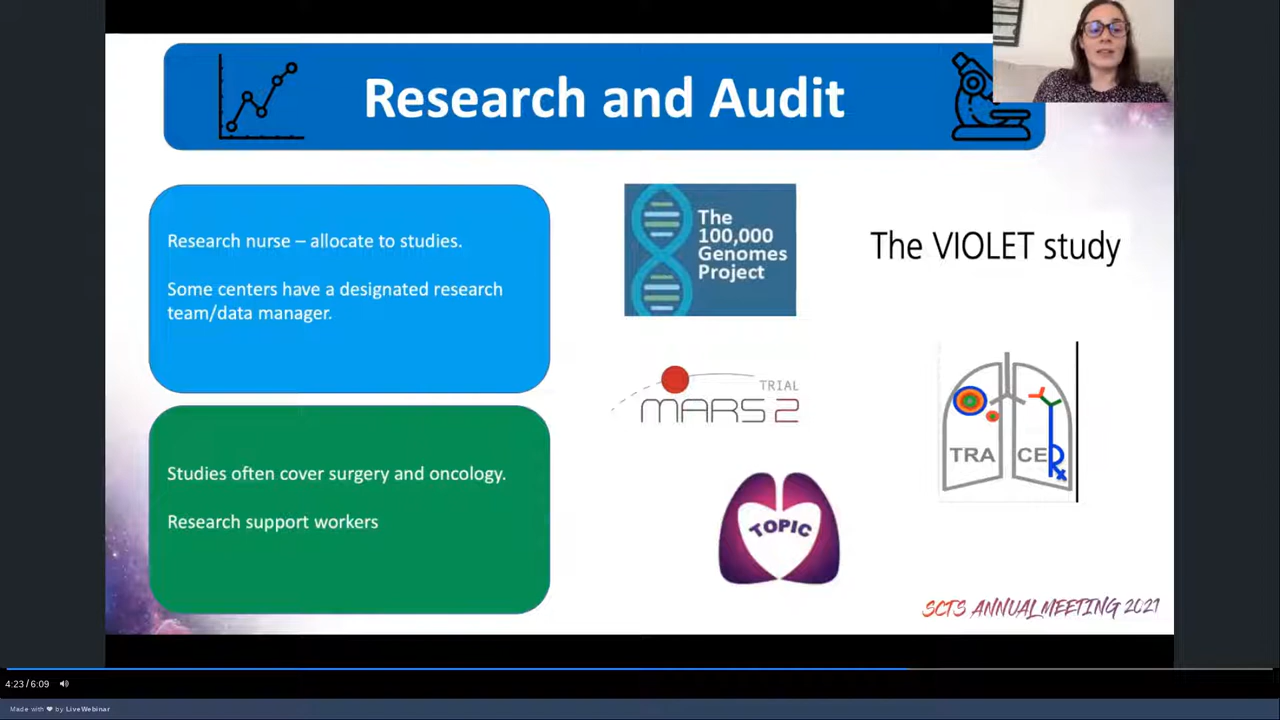 Research and Audit
Research nurse – allocate to studies.
Some centers have a designated research
team/data manager.
Studies often cover surgery and oncology.
Research support workers
The
100,000
Genomes
Project
The VIOLET study
TRIAL
MARS 2
TRACERx
TOPIC
SCTS ANNUAL MEETING 2021
4:23 / 6:09
Made with ❤ by LiveWebinar